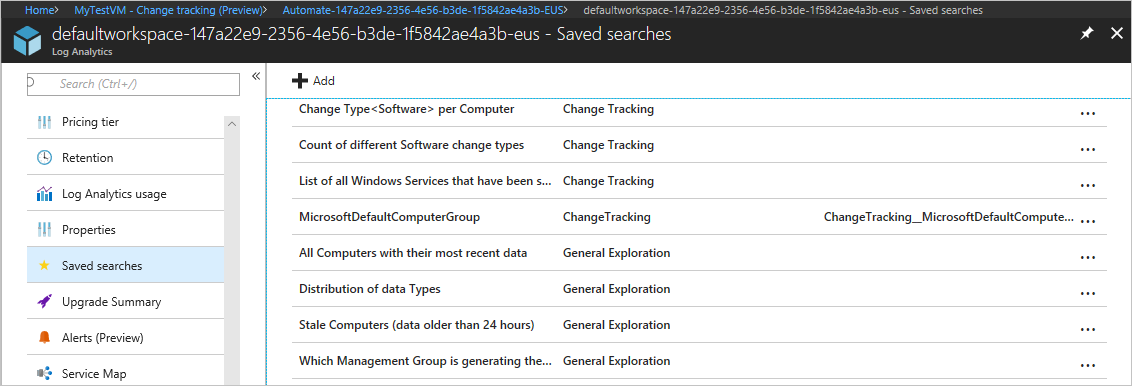 Home> MyTestVM - Change tracking (Preview)> Automate-147a22e9-2356-4e56-b3de-1f5842ae4a3b-EUS> defaultworkspace-147a22e9-2356-4e56-b3de-1f5842ae4a3b-eus - Saved searches
defaultworkspace-147a22e9-2356-4e56-b3de-1f5842ae4a3b-eus - Saved searches
Log Analytics
Search (Ctrl+/)
Pricing tier
Retention
Log Analytics usage
Properties
Saved searches
Upgrade Summary
Alerts (Preview)
Service Map
Add
Change Type<Software> per Computer Change Tracking ...
Count of different Software change types Change Tracking ...
List of all Windows Services that have been s... Change Tracking ...
MicrosoftDefaultComputerGroup ChangeTracking ChangeTracking__MicrosoftDefaultCompute... ...
All Computers with their most recent data General Exploration ...
Distribution of data Types General Exploration ...
Stale Computers (data older than 24 hours) General Exploration ...
Which Management Group is generating the... General Exploration ...